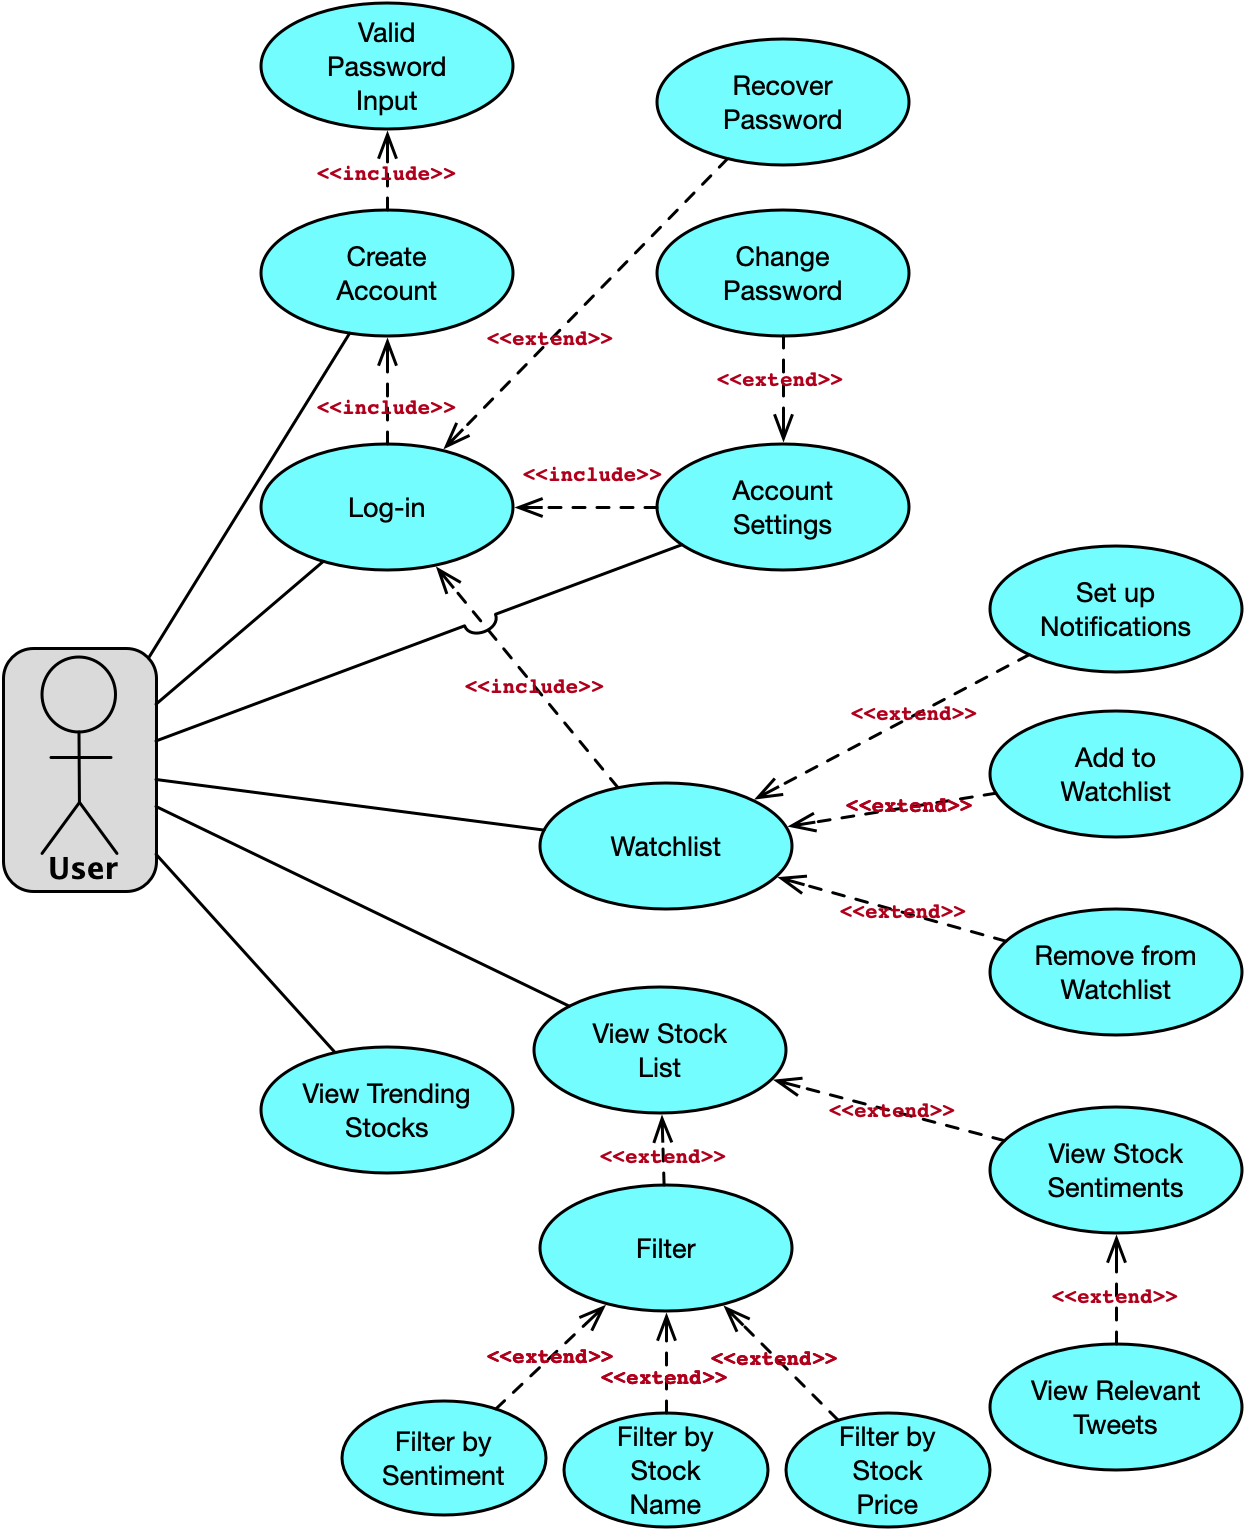 Valid
Password
Input
Recover
Password
<<include>>
Create
Account
Change
Password
<<extend>>
<<extend>>
<<include>>
Log-in
<<include>>
Account
Settings
Set up
Notifications
<<include>>
<<extend>>
Add to
Watchlist
<<extend>>
User
Watchlist
<<extend>>
Remove from
Watchlist
View Stock
List
View Trending
Stocks
<<extend>>
<<extend>>
View Stock
Sentiments
Filter
<<extend>>
<<extend>>
<<extend>>
<<extend>>
View Relevant
Tweets
Filter by
Sentiment
Filter by
Stock
Name
Filter by
Stock
Price